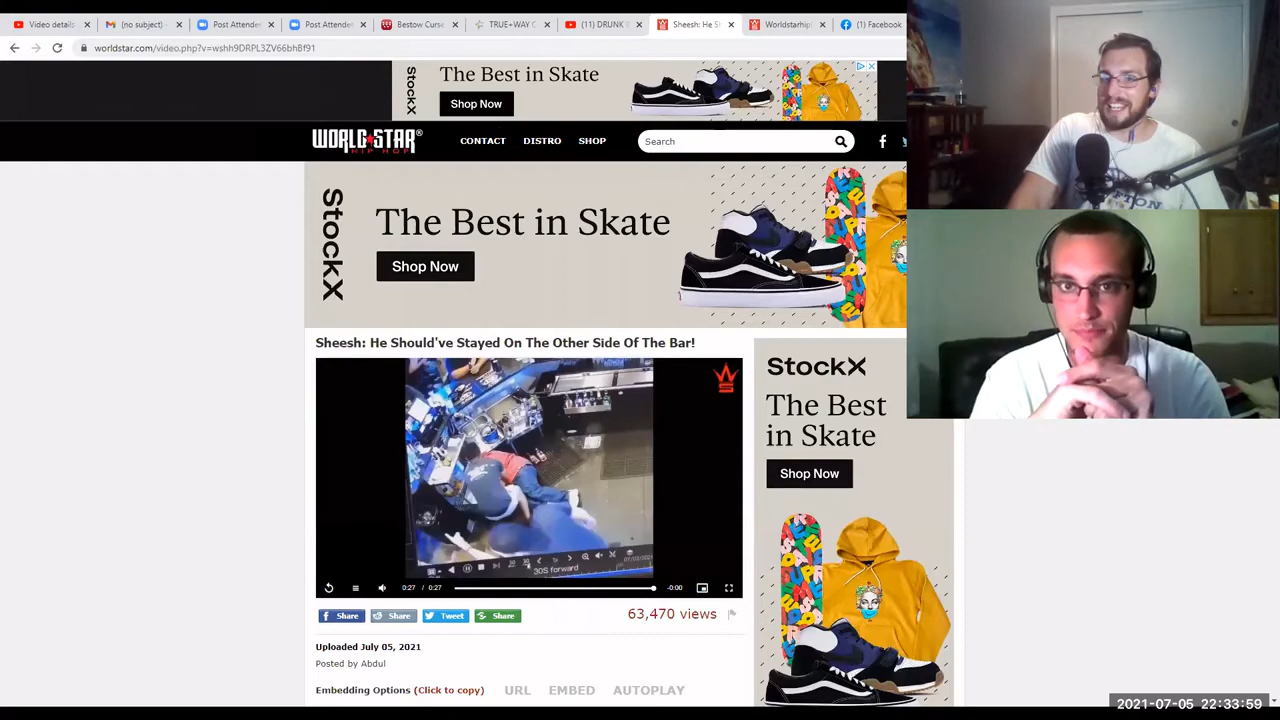 Video details
(no subject)
Post Attende
Post Attende
Bestow Curse
TRUE+WAY C
(11) DRUNK
Sheesh: He S
Worldstarhip
(1) Facebook
worldstar.com/video.php?v=wshh9DRPL3ZV66bhBf91
StockX
The Best in Skate
Shop Now
WORLD STAR
HIP HOP
CONTACT
DISTRO
SHOP
Search
StockX
The Best in Skate
Shop Now
Sheesh: He Should've Stayed On The Other Side Of The Bar!
30S forward
0:27 / 0:27
-0:00
Share
Share
Tweet
Share
63,470 views
Uploaded July 05, 2021
Posted by Abdul
Embedding Options (Click to copy)
URL
EMBED
AUTOPLAY
StockX
The Best
in Skate
Shop Now
2021-07-05 22:33:59